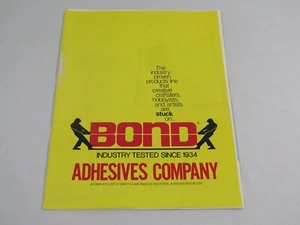 The
industry-
proven
products line
that
creative
crafters,
hobbyists,
and artists
are
stuck
on...
BOND
INDUSTRY TESTED SINCE 1934
ADHESIVES COMPANY